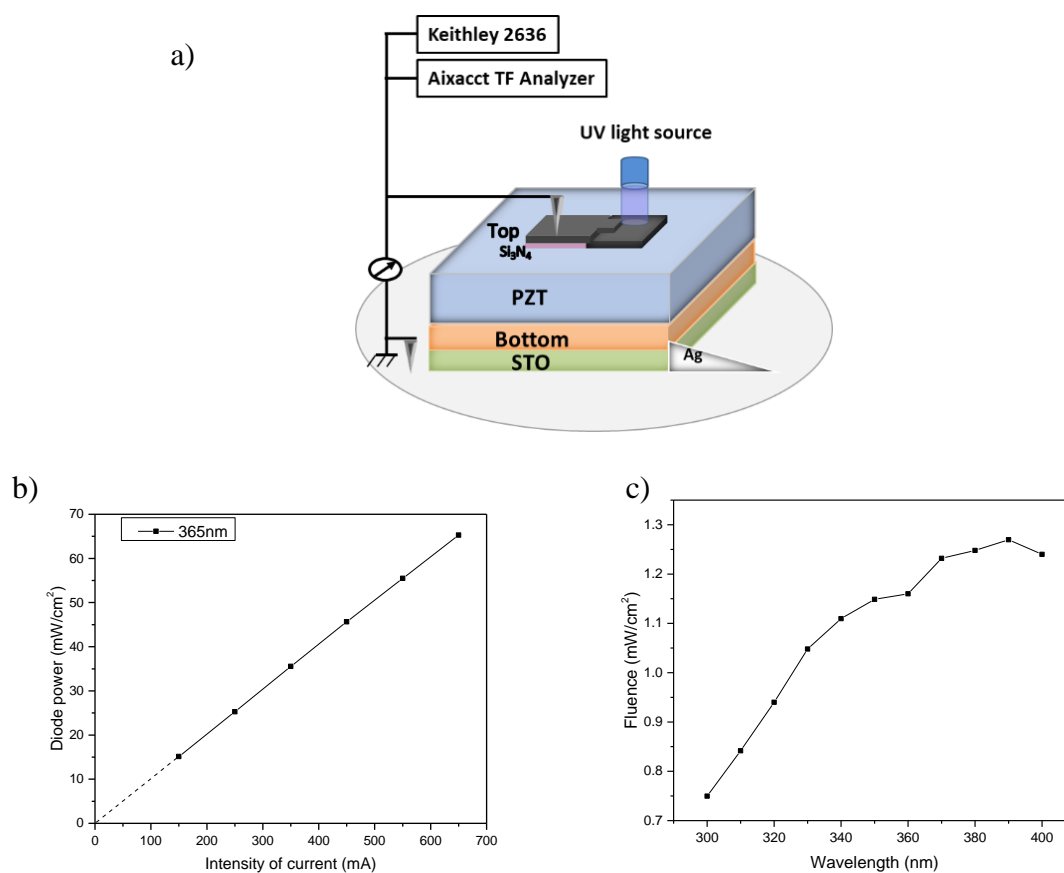 a)
Keithley 2636
Aixacct TF Analyzer
UV light source
Top
Si₃N₄
PZT
Bottom
STO
Ag
b)
70
60
50
40
30
20
10
0
Diode power (mW/cm²)
365nm
0 100 200 300 400 500 600 700
Intensity of current (mA)
c)
1.3
1.2
1.1
1.0
0.9
0.8
0.7
Fluence (mW/cm²)
300 320 340 360 380 400
Wavelength (nm)